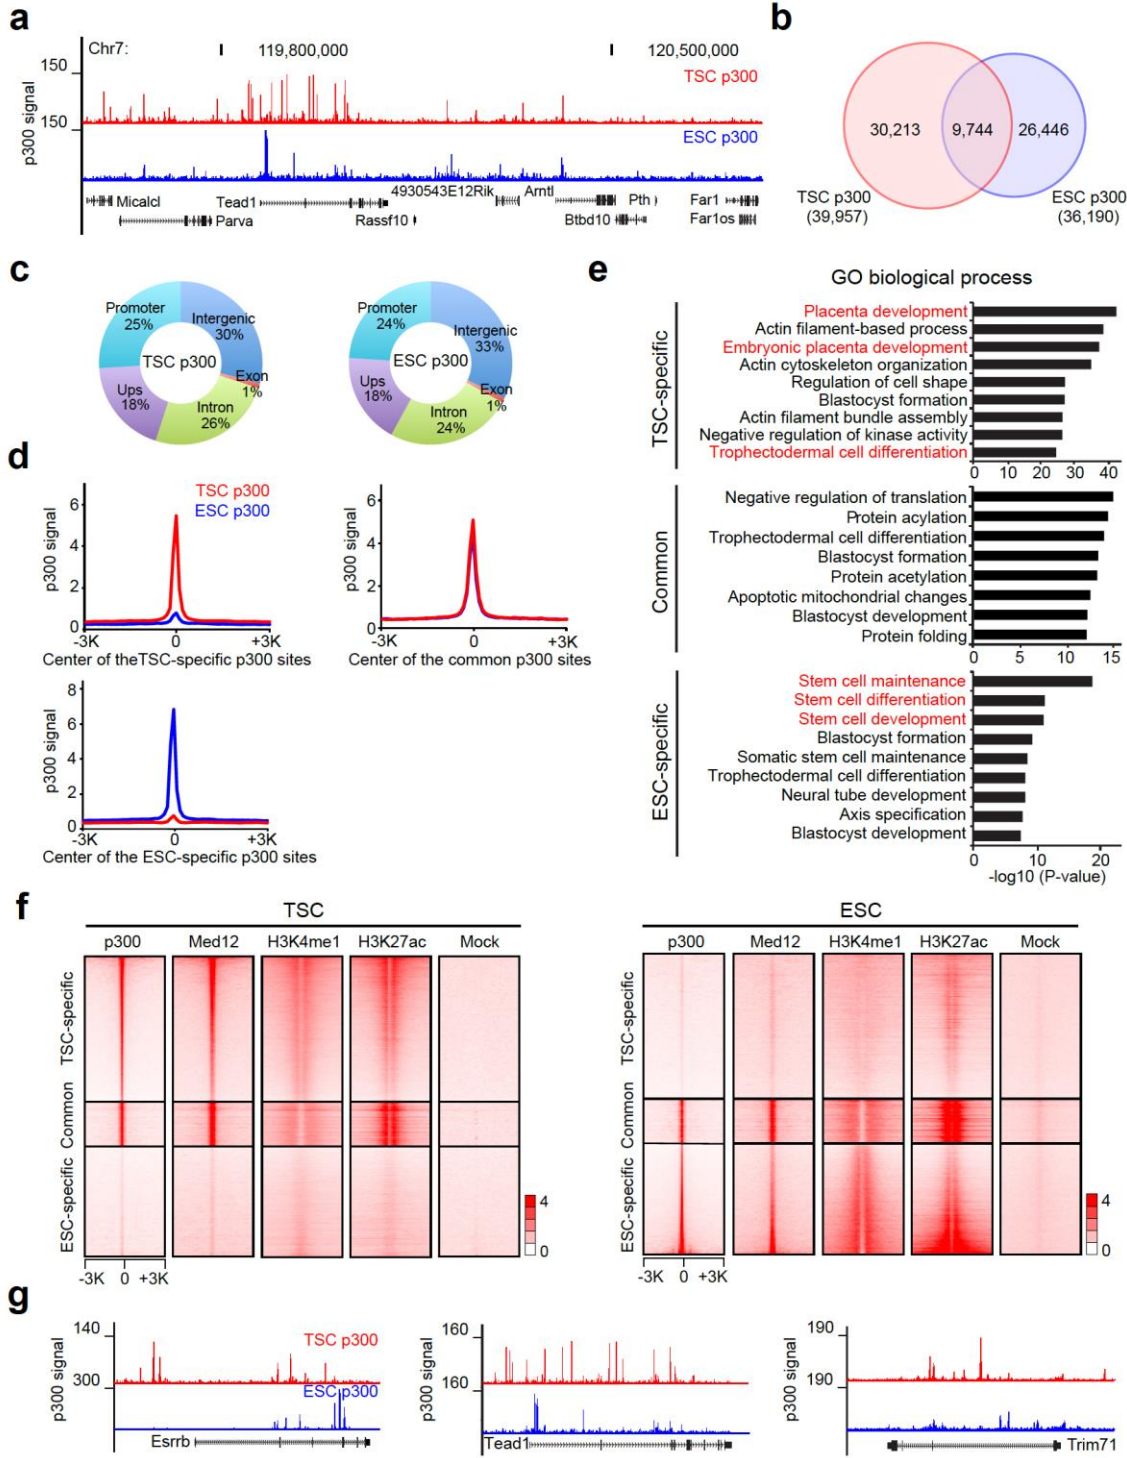 a
Chr7: 119,800,000 120,500,000
150
TSC p300
150
ESC p300
p300 signal
4930543E12Rik Arntl
Micalcl Tead1 Pth Far1
Parva Rassf10 Btbd10 Far1os
b
30,213 9,744 26,446
TSC p300 ESC p300
(39,957) (36,190)
c
Promoter
25%
Intergenic
30%
TSC p300
Exon
1%
Ups
18%
Intron
26%
Promoter
24%
Intergenic
33%
ESC p300
Exon
1%
Ups
18%
Intron
24%
d
TSC p300
ESC p300
p300 signal
6
4
2
0
-3K 0 +3K
Center of theTSC-specific p300 sites
p300 signal
6
4
2
0
-3K 0 +3K
Center of the common p300 sites
p300 signal
8
6
4
2
0
-3K 0 +3K
Center of the ESC-specific p300 sites
e
GO biological process
TSC-specific
Placenta development
Actin filament-based process
Embryonic placenta development
Actin cytoskeleton organization
Regulation of cell shape
Blastocyst formation
Actin filament bundle assembly
Negative regulation of kinase activity
Trophectodermal cell differentiation
0 10 20 30 40
Common
Negative regulation of translation
Protein acylation
Trophectodermal cell differentiation
Blastocyst formation
Protein acetylation
Apoptotic mitochondrial changes
Blastocyst development
Protein folding
0 5 10 15
ESC-specific
Stem cell maintenance
Stem cell differentiation
Stem cell development
Blastocyst formation
Somatic stem cell maintenance
Trophectodermal cell differentiation
Neural tube development
Axis specification
Blastocyst development
0 10 20
-log10 (P-value)
f
TSC
p300 Med12 H3K4me1 H3K27ac Mock
TSC-specific
Common
ESC-specific
4
0
-3K 0 +3K
ESC
p300 Med12 H3K4me1 H3K27ac Mock
TSC-specific
Common
ESC-specific
4
0
-3K 0 +3K
g
p300 signal
140
TSC p300
300
ESC p300
Esrrb
p300 signal
160
160
Tead1
p300 signal
190
190
Trim71